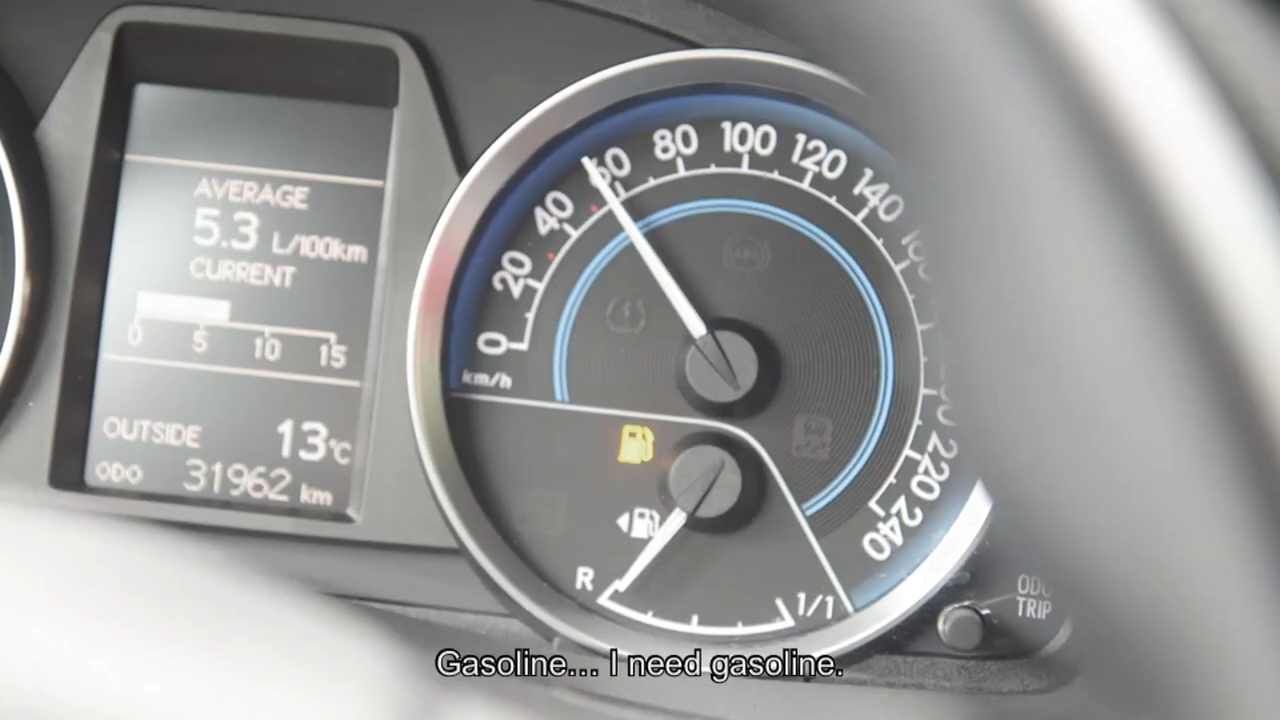 AVERAGE
5.3 L/100km
CURRENT
0 5 10 15
OUTSIDE 13°C
ODO 31962 km
0 20 40 60 80 100 120 140
220 240
km/h
R 1/1
TRIP
Gasoline... I need gasoline.